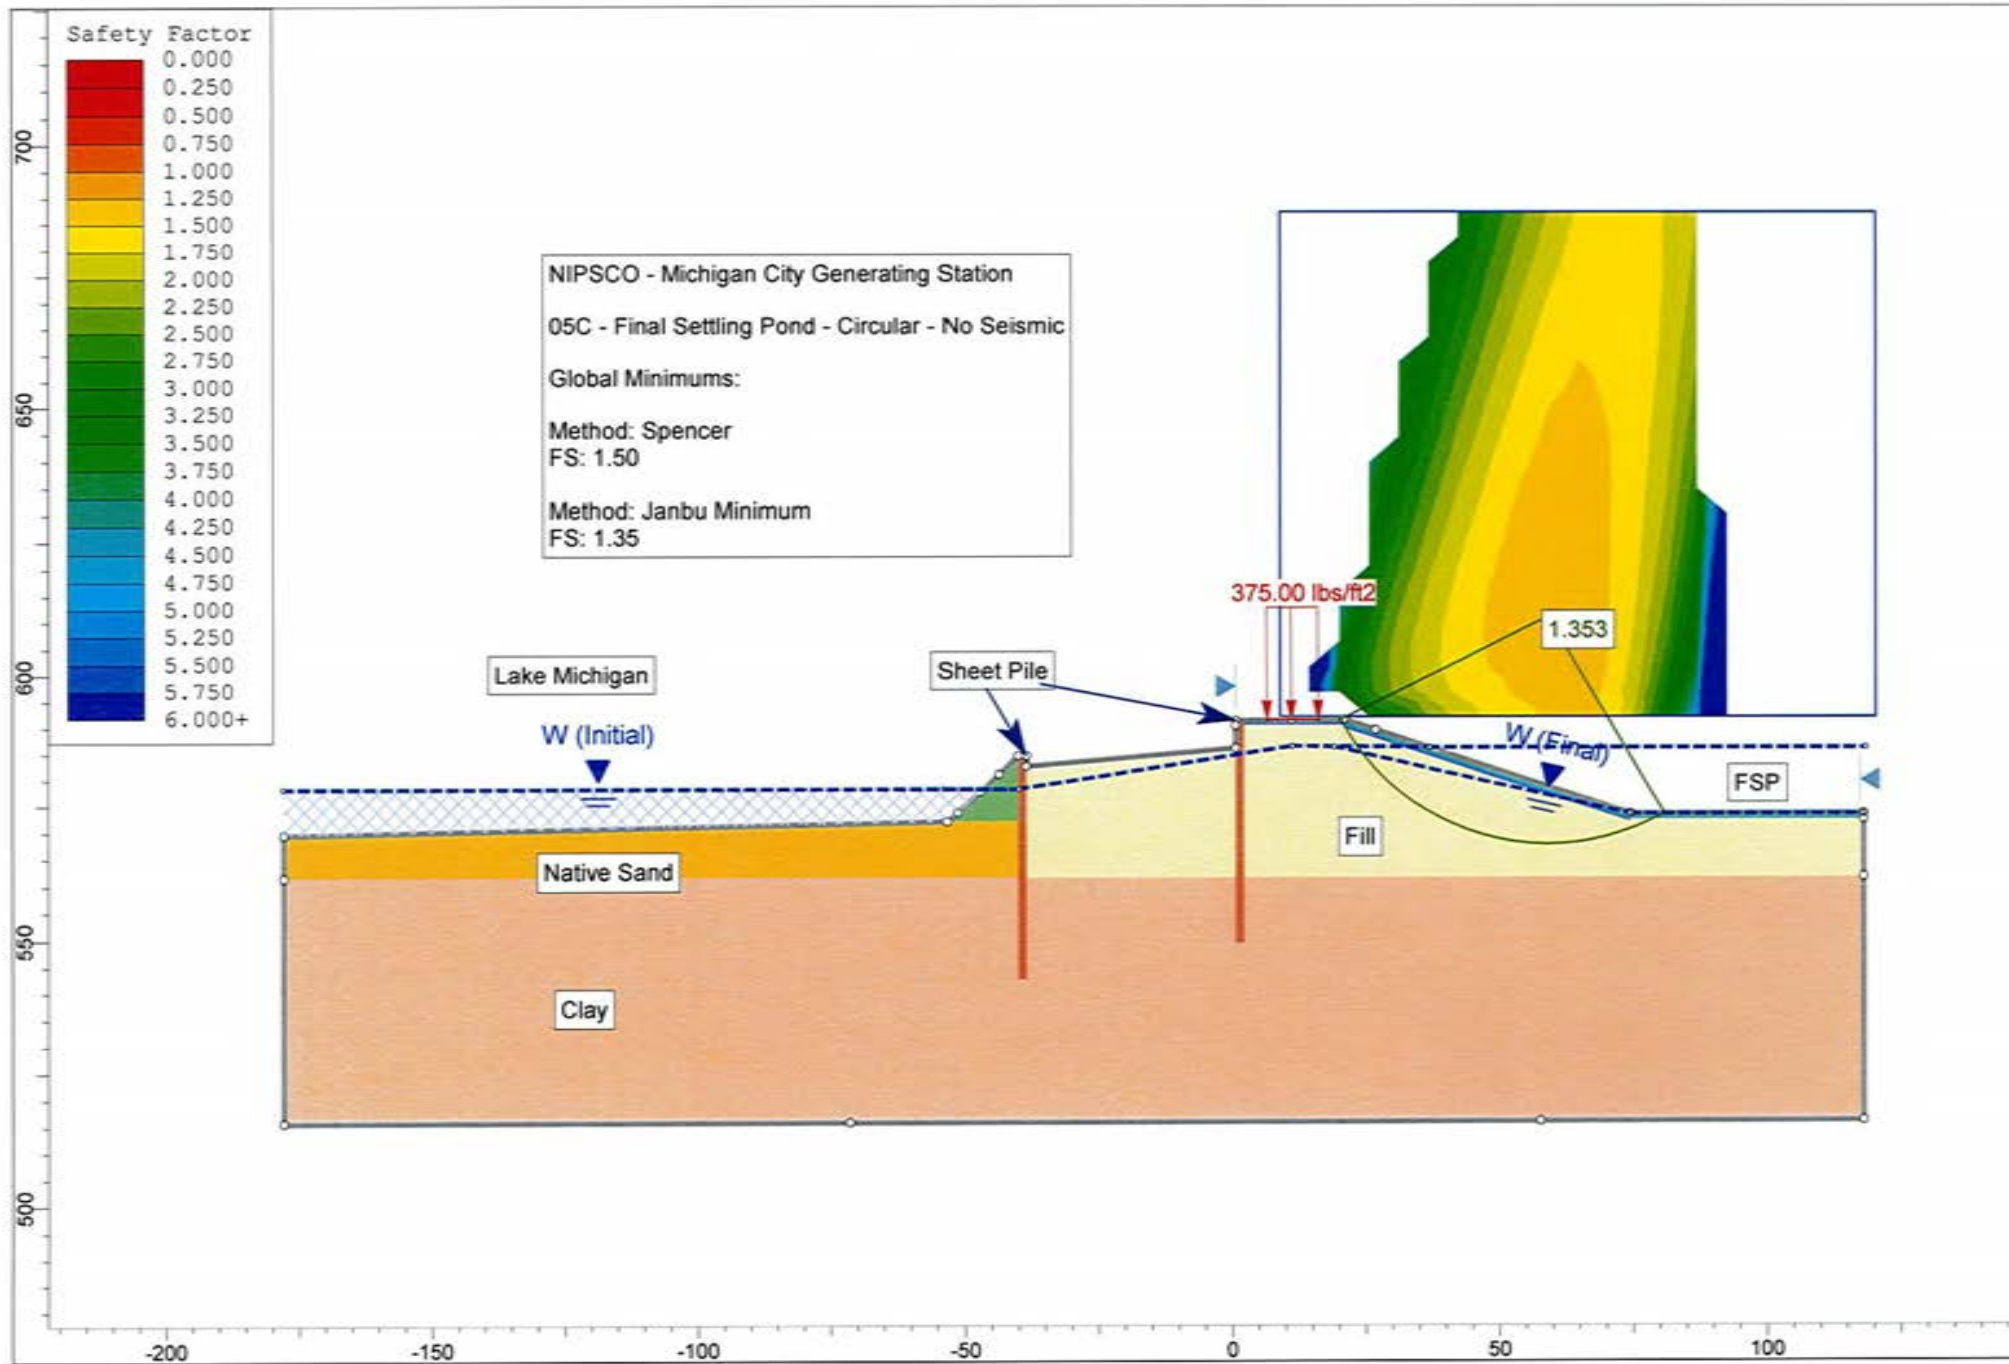 Safety Factor
0.000
0.250
0.500
0.750
1.000
1.250
1.500
1.750
2.000
2.250
2.500
2.750
3.000
3.250
3.500
3.750
4.000
4.250
4.500
4.750
5.000
5.250
5.500
5.750
6.000+
700
650
600
550
500
NIPSCO - Michigan City Generating Station
05C - Final Settling Pond - Circular - No Seismic
Global Minimums:
Method: Spencer
FS: 1.50
Method: Janbu Minimum
FS: 1.35
375.00 lbs/ft2
1.353
Lake Michigan
Sheet Pile
W (Initial)
W (Final)
FSP
Fill
Native Sand
Clay
-200
-150
-100
-50
0
50
100